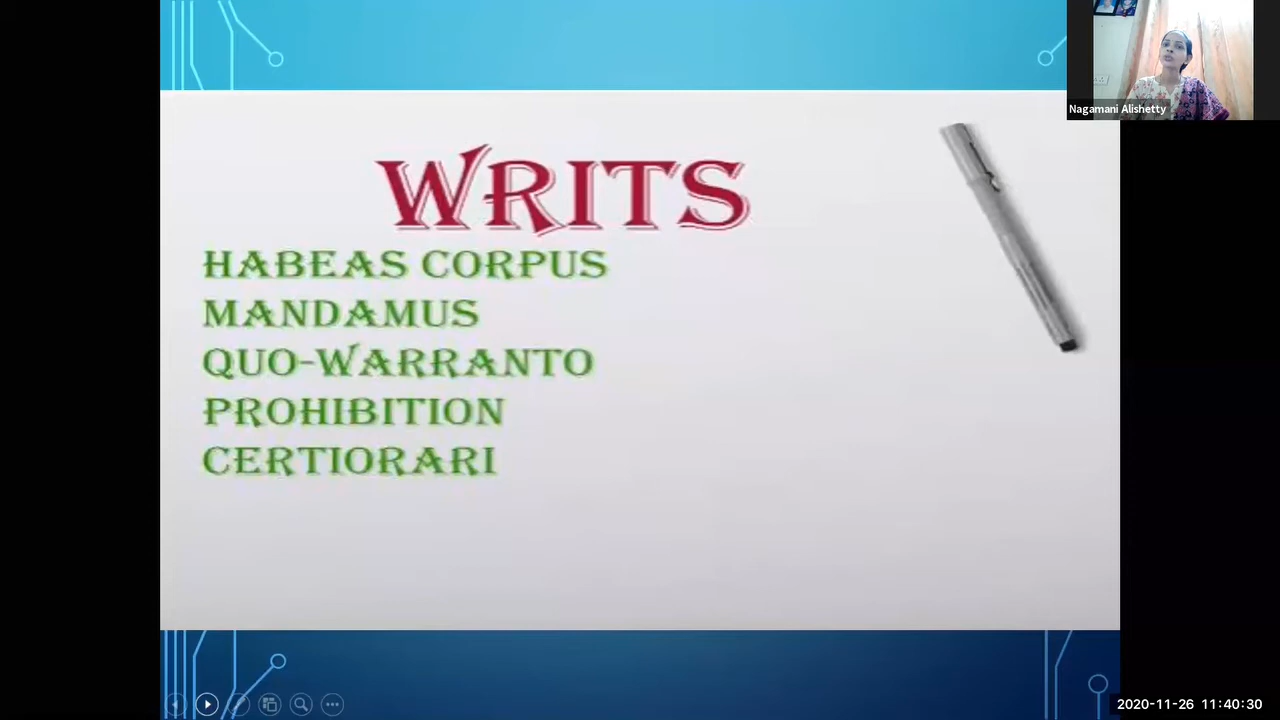 Nagamani Alishetty
WRITS
HABEAS CORPUS
MANDAMUS
QUO-WARRANTO
PROHIBITION
CERTIORARI
2020-11-26 11:40:30